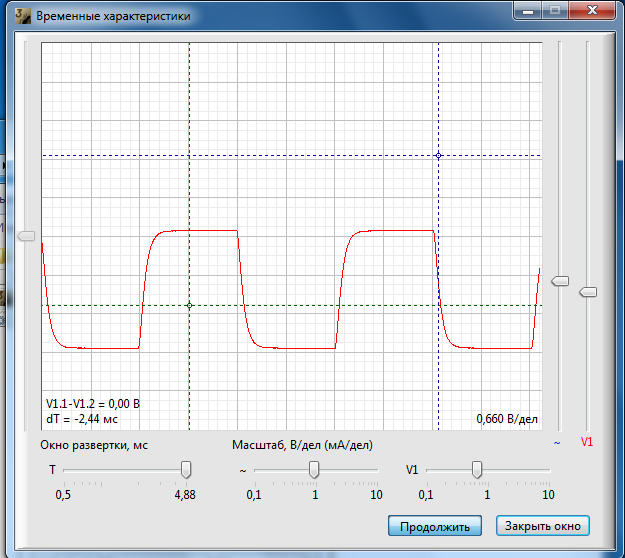 Временные характеристики
V1.1-V1.2 = 0,00 В
dT = -2,44 мс
0,660 В/дел
~
V1
Окно развертки, мс
Масштаб, В/дел (мА/дел)
T
~
V1
0,5
4,88
0,1
1
10
0,1
1
10
Продолжить
Закрыть окно